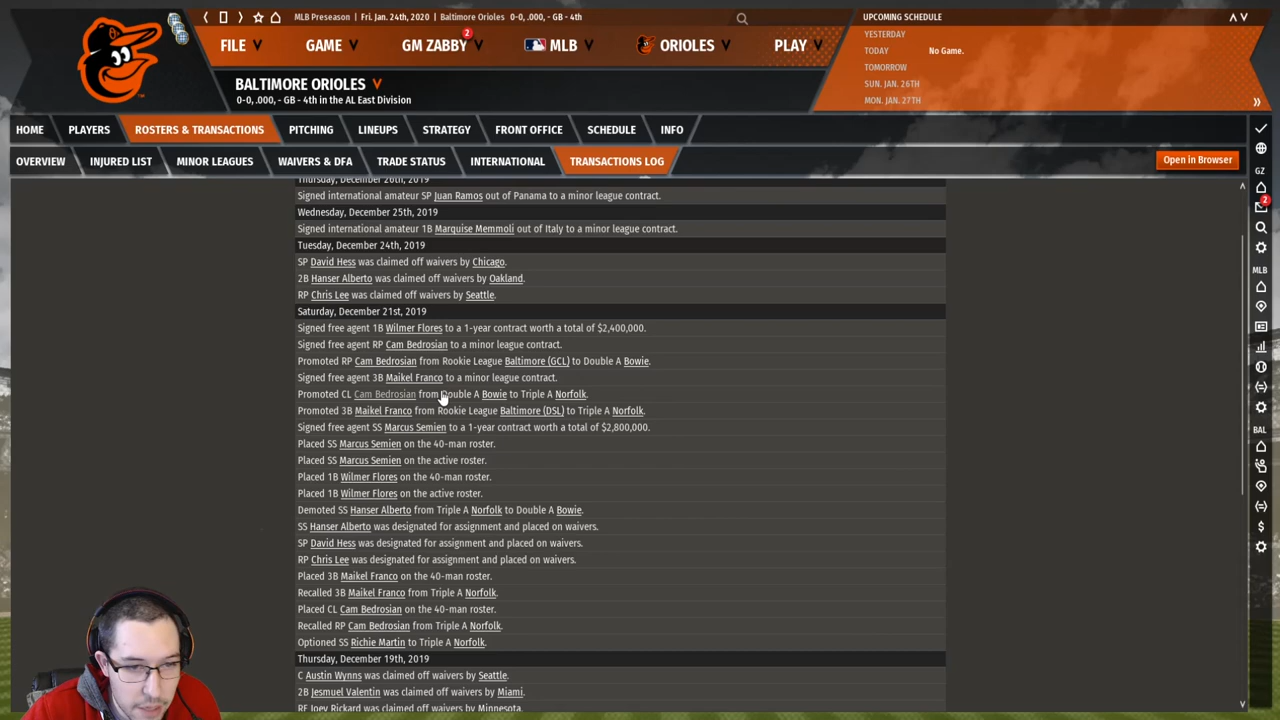 MLB Preseason | Fri. Jan. 24th, 2020 | Baltimore Orioles 0-0, .000, - GB - 4th
FILE
GAME
GM ZABBY
2
MLB
ORIOLES
PLAY
UPCOMING SCHEDULE
YESTERDAY
TODAY No Game.
TOMORROW
SUN. JAN. 26TH
MON. JAN. 27TH
BALTIMORE ORIOLES
0-0, .000, - GB - 4th in the AL East Division
HOME PLAYERS ROSTERS & TRANSACTIONS PITCHING LINEUPS STRATEGY FRONT OFFICE SCHEDULE INFO
OVERVIEW INJURED LIST MINOR LEAGUES WAIVERS & DFA TRADE STATUS INTERNATIONAL TRANSACTIONS LOG Open in Browser
Thursday, December 26th, 2019
Signed international amateur SP Juan Ramos out of Panama to a minor league contract.
Wednesday, December 25th, 2019
Signed international amateur 1B Marquise Memmoli out of Italy to a minor league contract.
Tuesday, December 24th, 2019
SP David Hess was claimed off waivers by Chicago.
2B Hanser Alberto was claimed off waivers by Oakland.
RP Chris Lee was claimed off waivers by Seattle.
Saturday, December 21st, 2019
Signed free agent 1B Wilmer Flores to a 1-year contract worth a total of $2,400,000.
Signed free agent RP Cam Bedrosian to a minor league contract.
Promoted RP Cam Bedrosian from Rookie League Baltimore (GCL) to Double A Bowie.
Signed free agent 3B Maikel Franco to a minor league contract.
Promoted CL Cam Bedrosian from Double A Bowie to Triple A Norfolk.
Promoted 3B Maikel Franco from Rookie League Baltimore (DSL) to Triple A Norfolk.
Signed free agent SS Marcus Semien to a 1-year contract worth a total of $2,800,000.
Placed SS Marcus Semien on the 40-man roster.
Placed SS Marcus Semien on the active roster.
Placed 1B Wilmer Flores on the 40-man roster.
Placed 1B Wilmer Flores on the active roster.
Demoted SS Hanser Alberto from Triple A Norfolk to Double A Bowie.
SS Hanser Alberto was designated for assignment and placed on waivers.
SP David Hess was designated for assignment and placed on waivers.
RP Chris Lee was designated for assignment and placed on waivers.
Placed 3B Maikel Franco on the 40-man roster.
Recalled 3B Maikel Franco from Triple A Norfolk.
Placed CL Cam Bedrosian on the 40-man roster.
Recalled RP Cam Bedrosian from Triple A Norfolk.
Optioned SS Richie Martin to Triple A Norfolk.
Thursday, December 19th, 2019
C Austin Wynns was claimed off waivers by Seattle.
2B Jesmuel Valentin was claimed off waivers by Miami.
RF Joey Rickard was claimed off waivers by Minnesota.
GZ
2
MLB
BAL